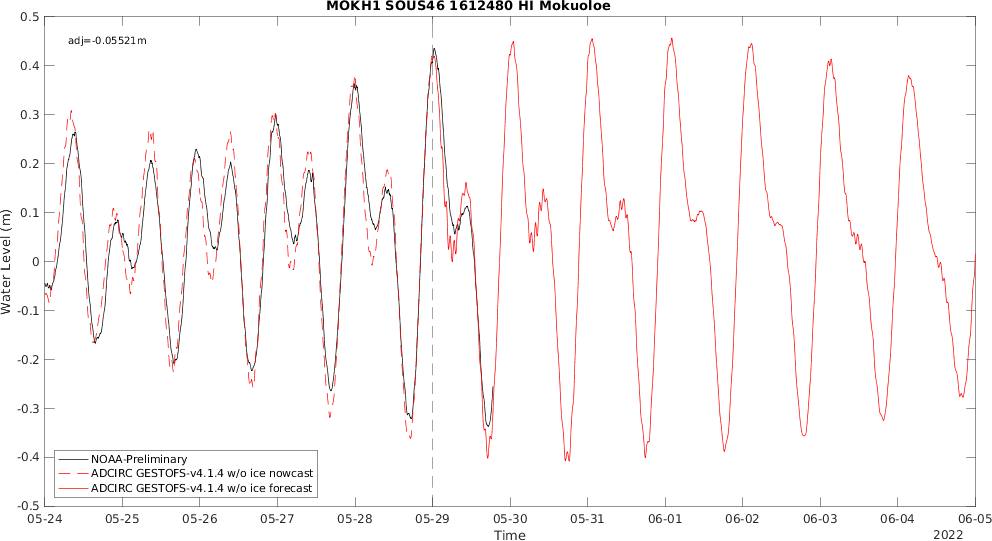 MOKH1 SOUS46 1612480 HI Mokuoloe
adj=-0.05521m
0.5
0.4
0.3
0.2
0.1
0
-0.1
-0.2
-0.3
-0.4
-0.5
Water Level (m)
NOAA-Preliminary
ADCIRC GESTOFS-v4.1.4 w/o ice nowcast
ADCIRC GESTOFS-v4.1.4 w/o ice forecast
05-24 05-25 05-26 05-27 05-28 05-29 05-30 05-31 06-01 06-02 06-03 06-04 06-05
Time
2022